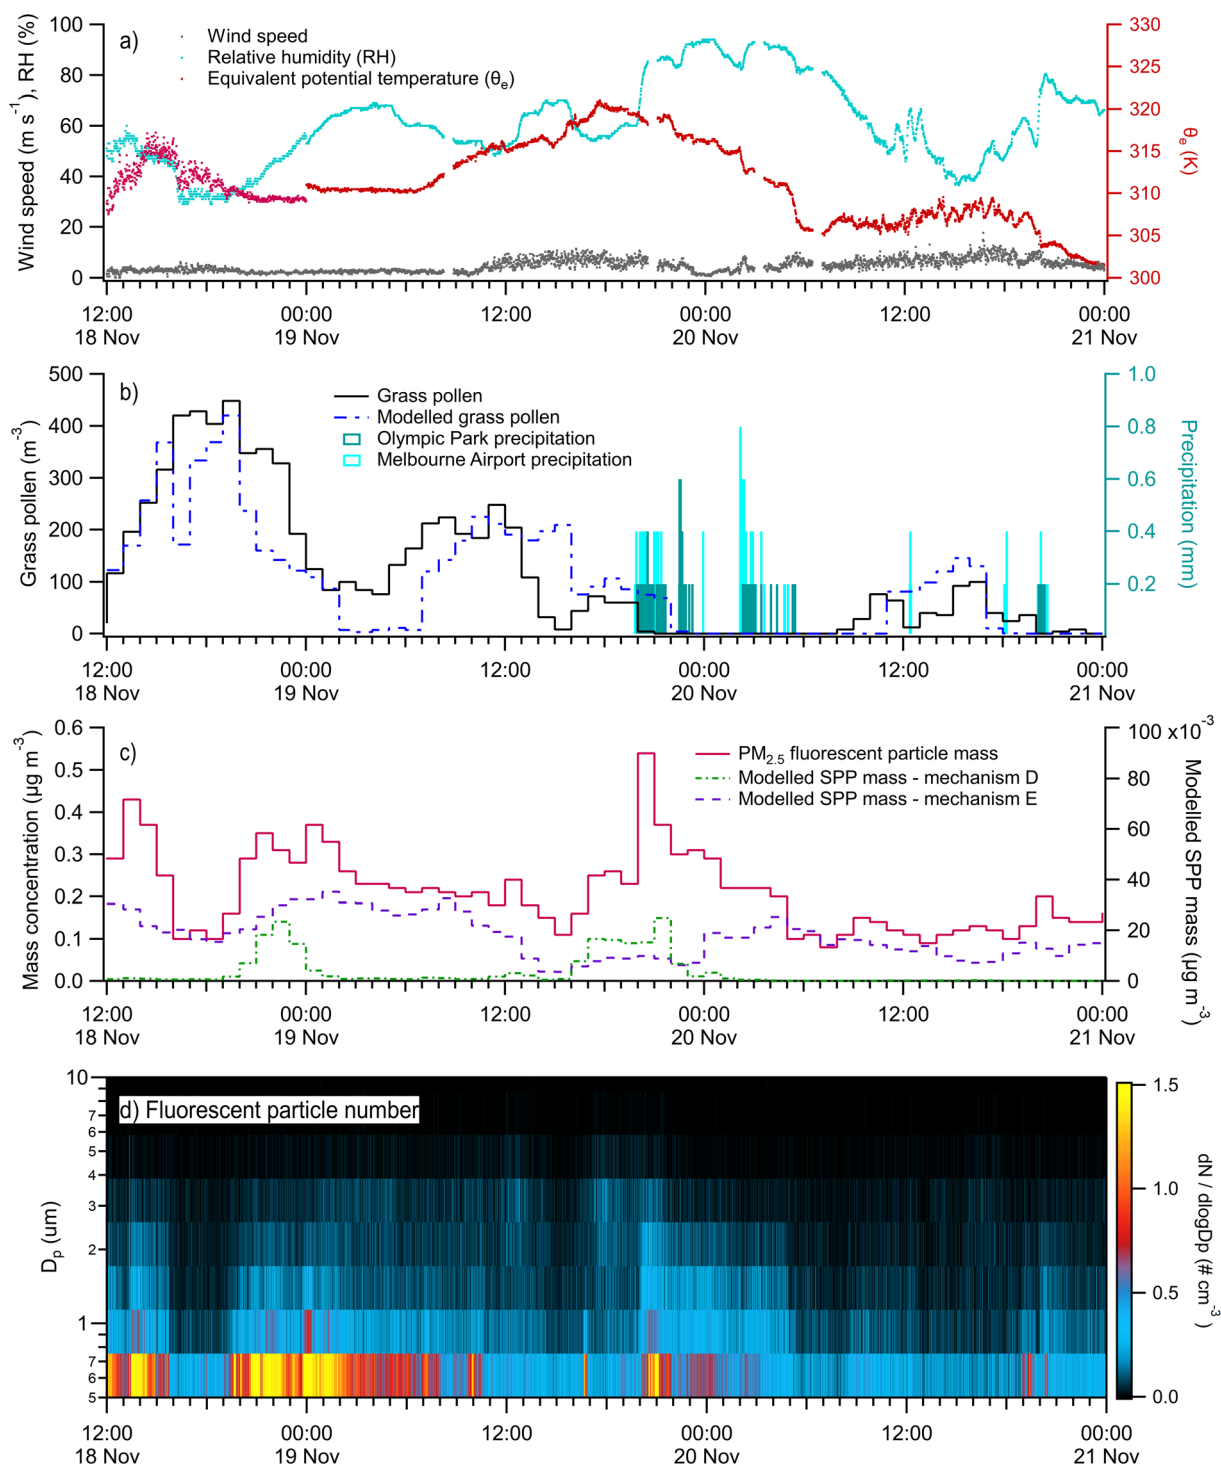 a)
Wind speed
Relative humidity (RH)
Equivalent potential temperature (θe)
Wind speed (m s-1), RH (%)
100
80
60
40
20
0
330
325
320
315
310
305
300
θe (K)
12:00
18 Nov
00:00
19 Nov
12:00
00:00
20 Nov
12:00
00:00
21 Nov
b)
Grass pollen
Modelled grass pollen
Olympic Park precipitation
Melbourne Airport precipitation
Grass pollen (m-3)
500
400
300
200
100
0
1.0
0.8
0.6
0.4
0.2
Precipitation (mm)
12:00
18 Nov
00:00
19 Nov
12:00
00:00
20 Nov
12:00
00:00
21 Nov
c)
PM2.5 fluorescent particle mass
Modelled SPP mass - mechanism D
Modelled SPP mass - mechanism E
Mass concentration (µg m-3)
0.6
0.5
0.4
0.3
0.2
0.1
0.0
100 x10-3
80
60
40
20
0
Modelled SPP mass (µg m-3)
12:00
18 Nov
00:00
19 Nov
12:00
00:00
20 Nov
12:00
00:00
21 Nov
d) Fluorescent particle number
Dp (um)
10
7
6
5
4
3
2
1
7
6
5
1.5
1.0
0.5
0.0
dN / dlogDp (# cm-3)
12:00
18 Nov
00:00
19 Nov
12:00
00:00
20 Nov
12:00
00:00
21 Nov